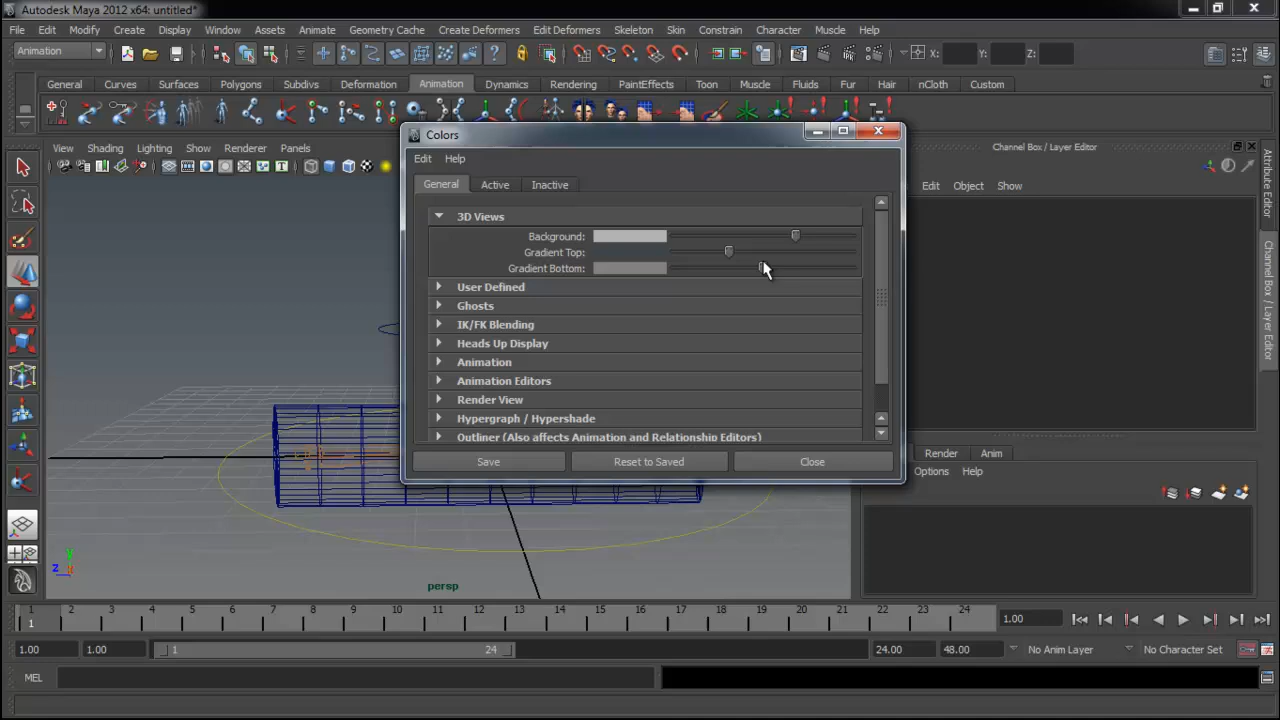 Autodesk Maya 2012 x64: untitled*
File Edit Modify Create Display Window Assets Animate Geometry Cache Create Deformers Edit Deformers Skeleton Skin Constrain Character Muscle Help
Animation X: Y: Z:
General Curves Surfaces Polygons Subdivs Deformation Animation Dynamics Rendering PaintEffects Toon Muscle Fluids Fur Hair nCloth Custom
View Shading Lighting Show Renderer Panels
Colors
Channel Box / Layer Editor
Edit Help
General Active Inactive
Edit Object Show
3D Views
Background:
Gradient Top:
Gradient Bottom:
User Defined
Ghosts
IK/FK Blending
Heads Up Display
Animation
Animation Editors
Render View
Hypergraph / Hypershade
Outliner (Also affects Animation and Relationship Editors)
Save Reset to Saved Close
Render Anim
Options Help
Attribute Editor
Channel Box / Layer Editor
y
z x
persp
1 2 3 4 5 6 7 8 9 10 11 12 13 14 15 16 17 18 19 20 21 22 23 24
1 1.00
1.00 1.00 1 24 24.00 48.00 No Anim Layer No Character Set
MEL